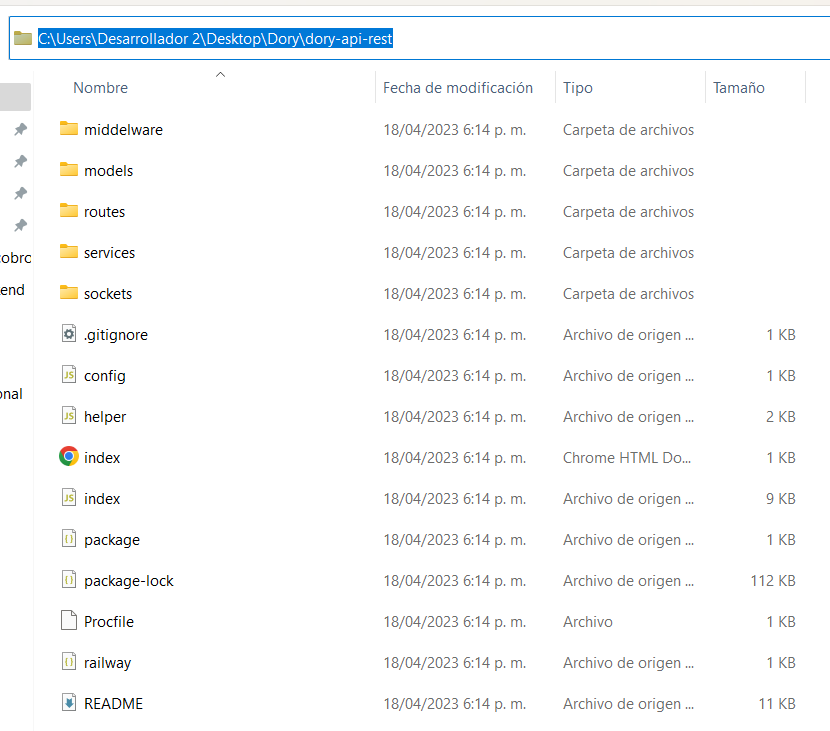 C:\Users\Desarrollador 2\Desktop\Dory\dory-api-rest
Nombre Fecha de modificación Tipo Tamaño
middelware 18/04/2023 6:14 p. m. Carpeta de archivos
models 18/04/2023 6:14 p. m. Carpeta de archivos
routes 18/04/2023 6:14 p. m. Carpeta de archivos
services 18/04/2023 6:14 p. m. Carpeta de archivos
cobro
end
sockets 18/04/2023 6:14 p. m. Carpeta de archivos
.gitignore 18/04/2023 6:14 p. m. Archivo de origen ... 1 KB
config 18/04/2023 6:14 p. m. Archivo de origen ... 1 KB
onal
helper 18/04/2023 6:14 p. m. Archivo de origen ... 2 KB
index 18/04/2023 6:14 p. m. Chrome HTML Do... 1 KB
index 18/04/2023 6:14 p. m. Archivo de origen ... 9 KB
package 18/04/2023 6:14 p. m. Archivo de origen ... 1 KB
package-lock 18/04/2023 6:14 p. m. Archivo de origen ... 112 KB
Procfile 18/04/2023 6:14 p. m. Archivo 1 KB
railway 18/04/2023 6:14 p. m. Archivo de origen ... 1 KB
README 18/04/2023 6:14 p. m. Archivo de origen ... 11 KB